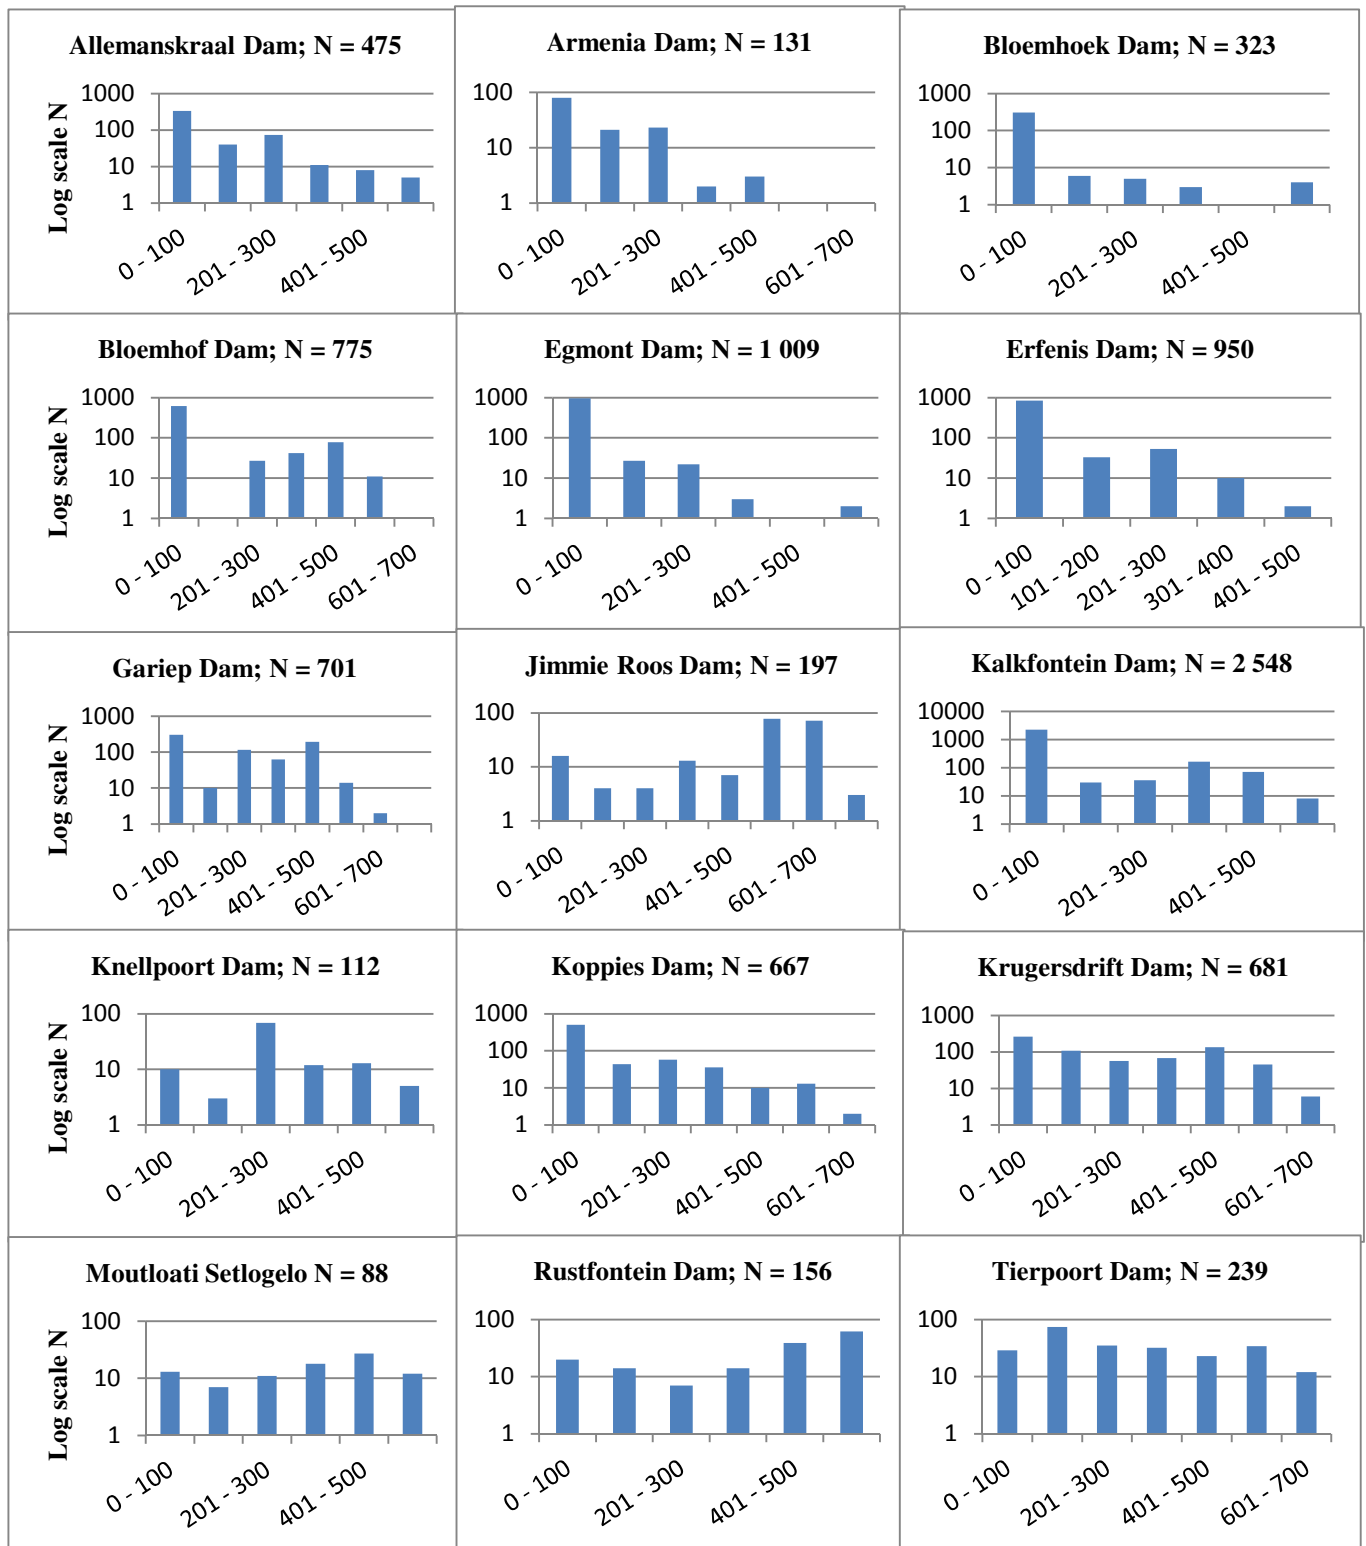 Allemanskraal Dam; N = 475
Log scale N
1000
100
10
1
0 - 100
201 - 300
401 - 500
Armenia Dam; N = 131
100
10
1
0 - 100
201 - 300
401 - 500
601 - 700
Bloemhoek Dam; N = 323
1000
100
10
1
0 - 100
201 - 300
401 - 500
Bloemhof Dam; N = 775
Log scale N
1000
100
10
1
0 - 100
201 - 300
401 - 500
601 - 700
Egmont Dam; N = 1 009
1000
100
10
1
0 - 100
201 - 300
401 - 500
Erfenis Dam; N = 950
1000
100
10
1
0 - 100
101 - 200
201 - 300
301 - 400
401 - 500
Gariep Dam; N = 701
Log scale N
1000
100
10
1
0 - 100
201 - 300
401 - 500
601 - 700
Jimmie Roos Dam; N = 197
100
10
1
0 - 100
201 - 300
401 - 500
601 - 700
Kalkfontein Dam; N = 2 548
10000
1000
100
10
1
0 - 100
201 - 300
401 - 500
Knellpoort Dam; N = 112
Log scale N
100
10
1
0 - 100
201 - 300
401 - 500
Koppies Dam; N = 667
1000
100
10
1
0 - 100
201 - 300
401 - 500
601 - 700
Krugersdrift Dam; N = 681
1000
100
10
1
0 - 100
201 - 300
401 - 500
601 - 700
Moutloati Setlogelo N = 88
Log scale N
100
10
1
0 - 100
201 - 300
401 - 500
Rustfontein Dam; N = 156
100
10
1
0 - 100
201 - 300
401 - 500
Tierpoort Dam; N = 239
100
10
1
0 - 100
201 - 300
401 - 500
601 - 700